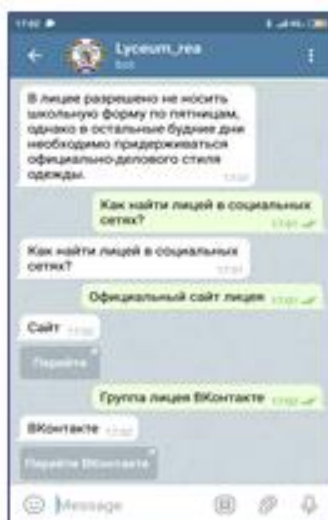 17:02
Lyceum_rea
bot
В лицее разрешено не носить
школьную форму по пятницам,
однако в остальные будние дни
необходимо придерживаться
официально-делового стиля
одежды.
Как найти лицей в социальных
сетях?
Как найти лицей в социальных
сетях?
Официальный сайт лицея
Сайт
Перейти
Группа лицея ВКонтакте
ВКонтакте
Перейти ВКонтакте
Message